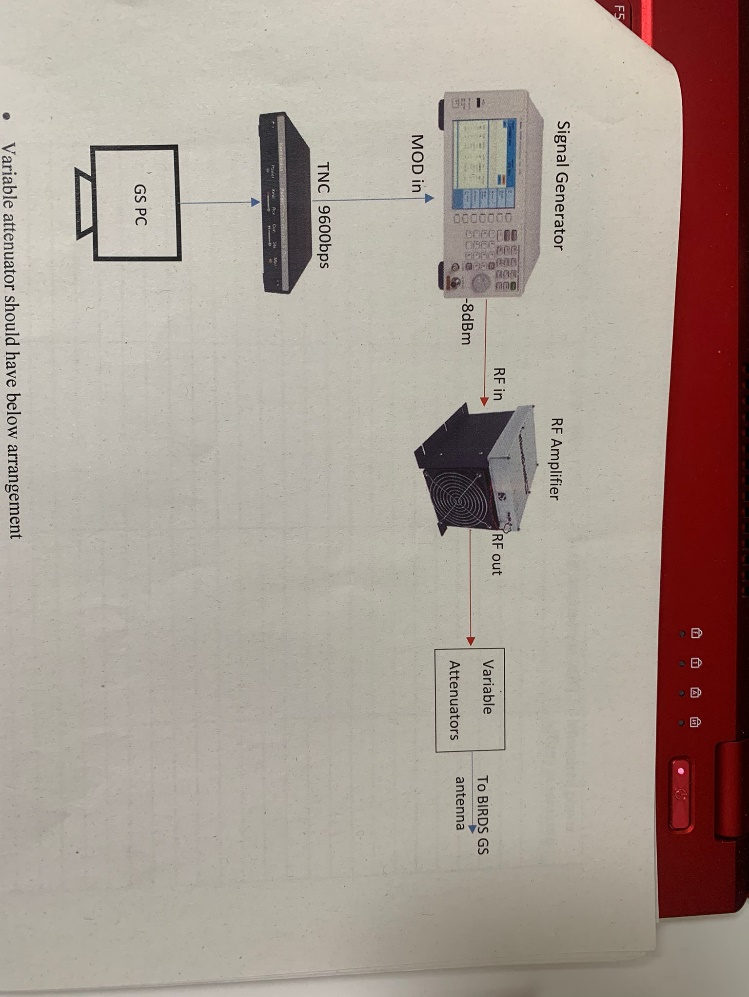 F5
Signal Generator
RF Amplifier
RF in
RF out
-8dBm
MOD in
Variable
Attenuators
To BIRDS GS
antenna
TNC 9600bps
GS PC
• Variable attenuator should have below arrangement